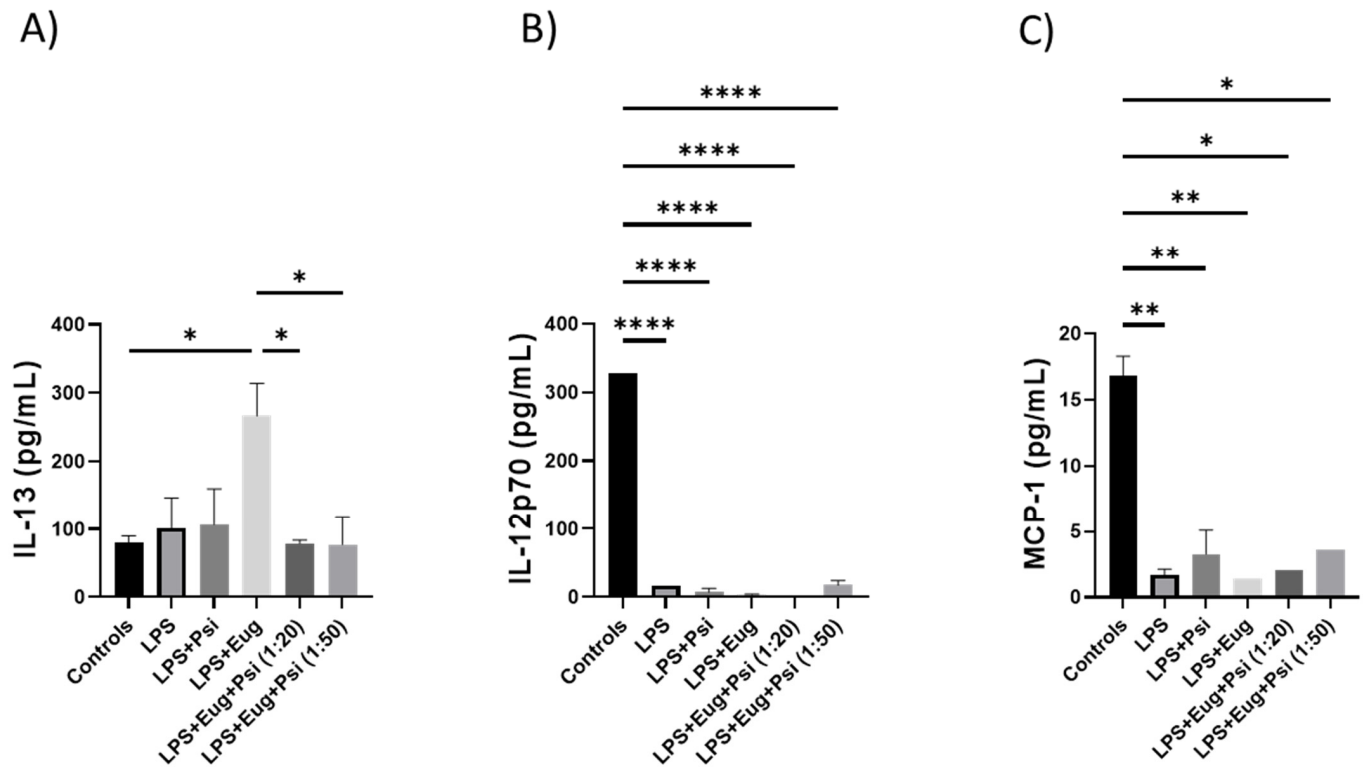 A)
B)
C)
*
*
*
IL-13 (pg/mL)
400
300
200
100
0
Controls
LPS
LPS+Psi
LPS+Eug
LPS+Eug+Psi (1:20)
LPS+Eug+Psi (1:50)
****
****
****
****
****
IL-12p70 (pg/mL)
400
300
200
100
0
Controls
LPS
LPS+Psi
LPS+Eug
LPS+Eug+Psi (1:20)
LPS+Eug+Psi (1:50)
*
*
**
**
**
MCP-1 (pg/mL)
20
15
10
5
0
Controls
LPS
LPS+Psi
LPS+Eug
LPS+Eug+Psi (1:20)
LPS+Eug+Psi (1:50)